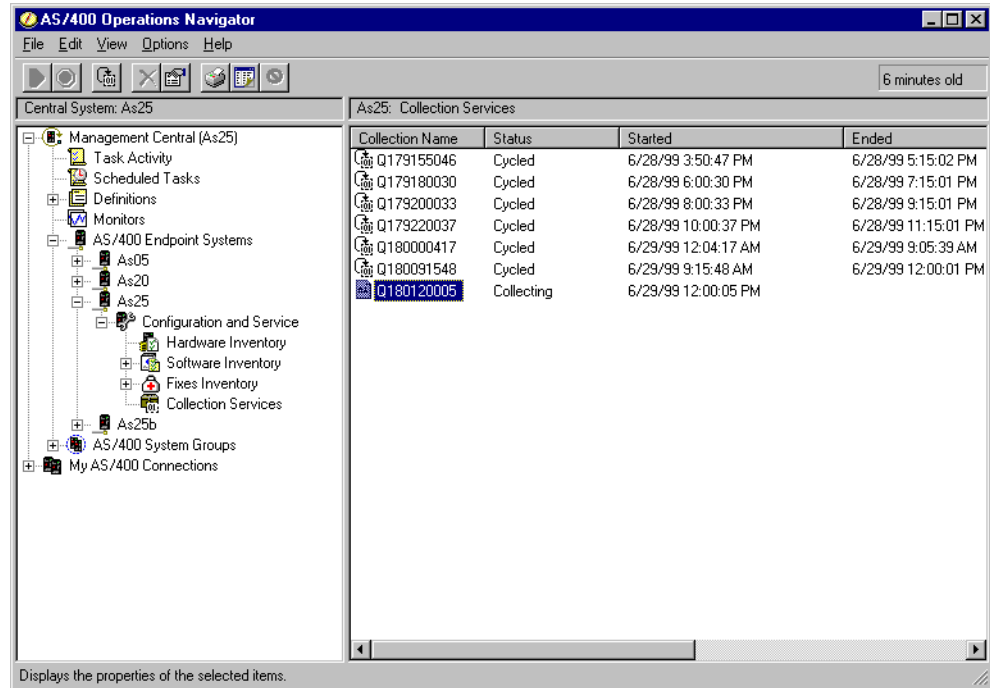 AS/400 Operations Navigator
File Edit View Options Help
6 minutes old
Central System: As25
As25: Collection Services
Management Central (As25)
Task Activity
Scheduled Tasks
Definitions
Monitors
AS/400 Endpoint Systems
As05
As20
As25
Configuration and Service
Hardware Inventory
Software Inventory
Fixes Inventory
Collection Services
As25b
AS/400 System Groups
My AS/400 Connections
Collection Name Status Started Ended
Q179155046 Cycled 6/28/99 3:50:47 PM 6/28/99 5:15:02 PM
Q179180030 Cycled 6/28/99 6:00:30 PM 6/28/99 7:15:01 PM
Q179200033 Cycled 6/28/99 8:00:33 PM 6/28/99 9:15:01 PM
Q179220037 Cycled 6/28/99 10:00:37 PM 6/28/99 11:15:01 PM
Q180000417 Cycled 6/29/99 12:04:17 AM 6/29/99 9:05:39 AM
Q180091548 Cycled 6/29/99 9:15:48 AM 6/29/99 12:00:01 PM
Q180120005 Collecting 6/29/99 12:00:05 PM
Displays the properties of the selected items.